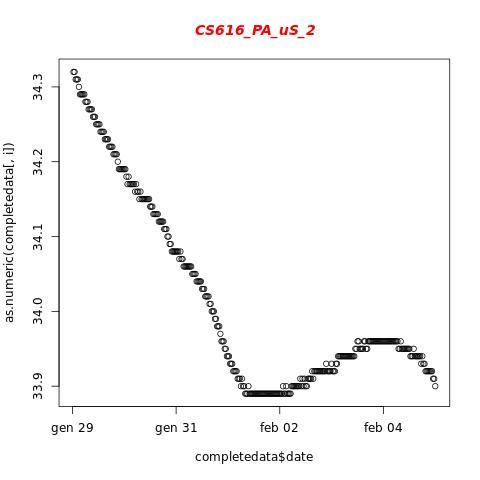 CS616_PA_uS_2
as.numeric(completedata[, i])
34.3
34.2
34.1
34.0
33.9
gen 29
gen 31
feb 02
feb 04
completedata$date